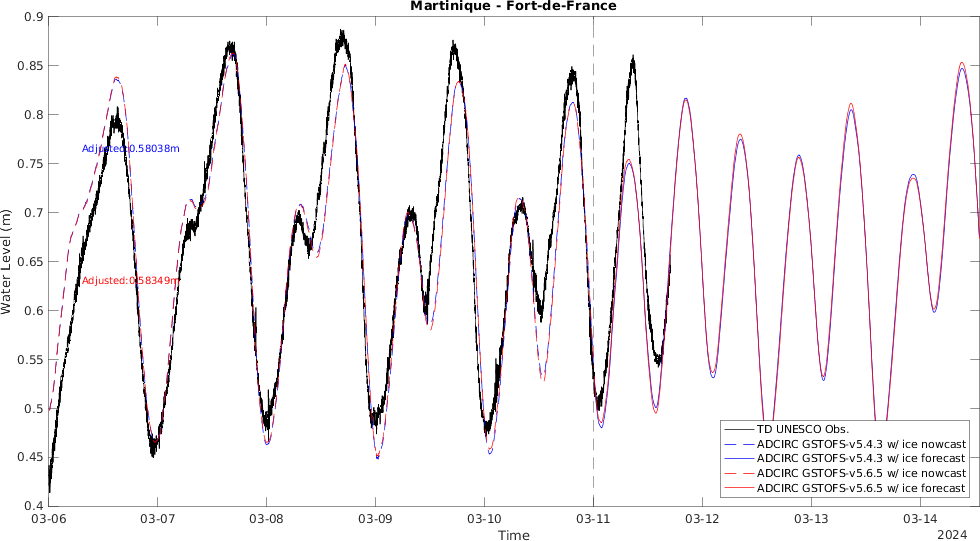 Martinique - Fort-de-France
0.9
0.85
0.8
0.75
0.7
0.65
0.6
0.55
0.5
0.45
0.4
Water Level (m)
Adjusted:0.58038m
Adjusted:0.58349m
TD UNESCO Obs.
ADCIRC GSTOFS-v5.4.3 w/ ice nowcast
ADCIRC GSTOFS-v5.4.3 w/ ice forecast
ADCIRC GSTOFS-v5.6.5 w/ ice nowcast
ADCIRC GSTOFS-v5.6.5 w/ ice forecast
03-06 03-07 03-08 03-09 03-10 03-11 03-12 03-13 03-14
Time
2024